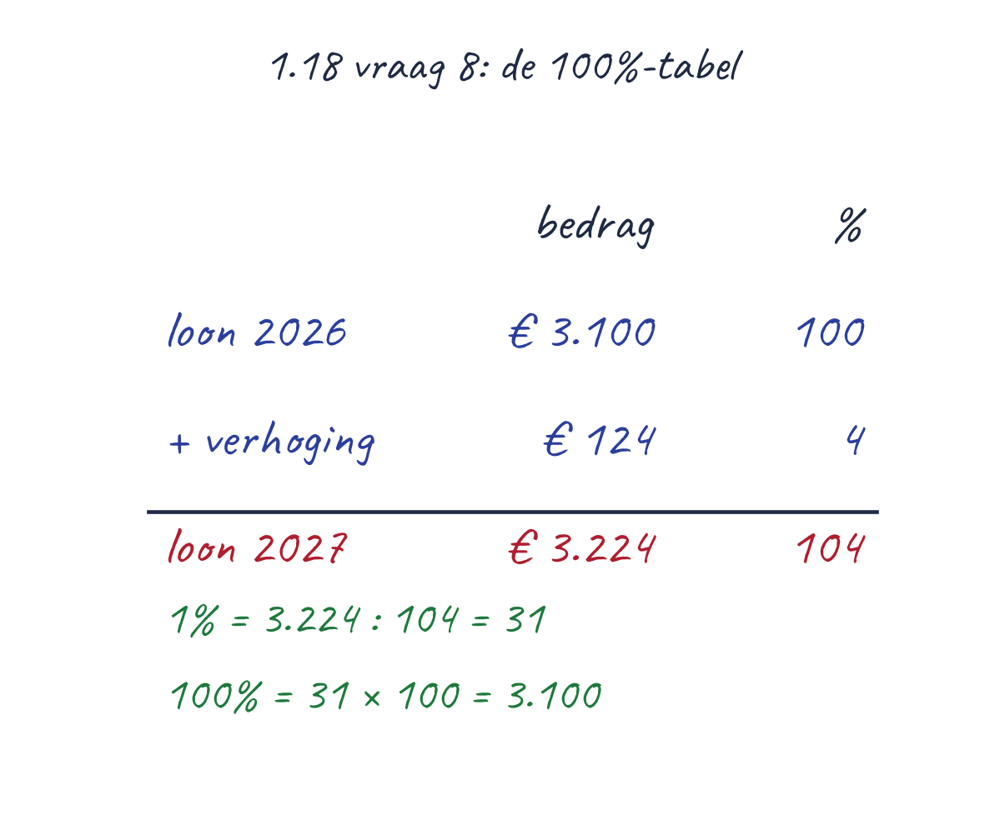 1.18 vraag 8: de 100%-tabel
bedrag %
loon 2026 € 3.100 100
+ verhoging € 124 4
loon 2027 € 3.224 104
1% = 3.224 : 104 = 31
100% = 31 × 100 = 3.100